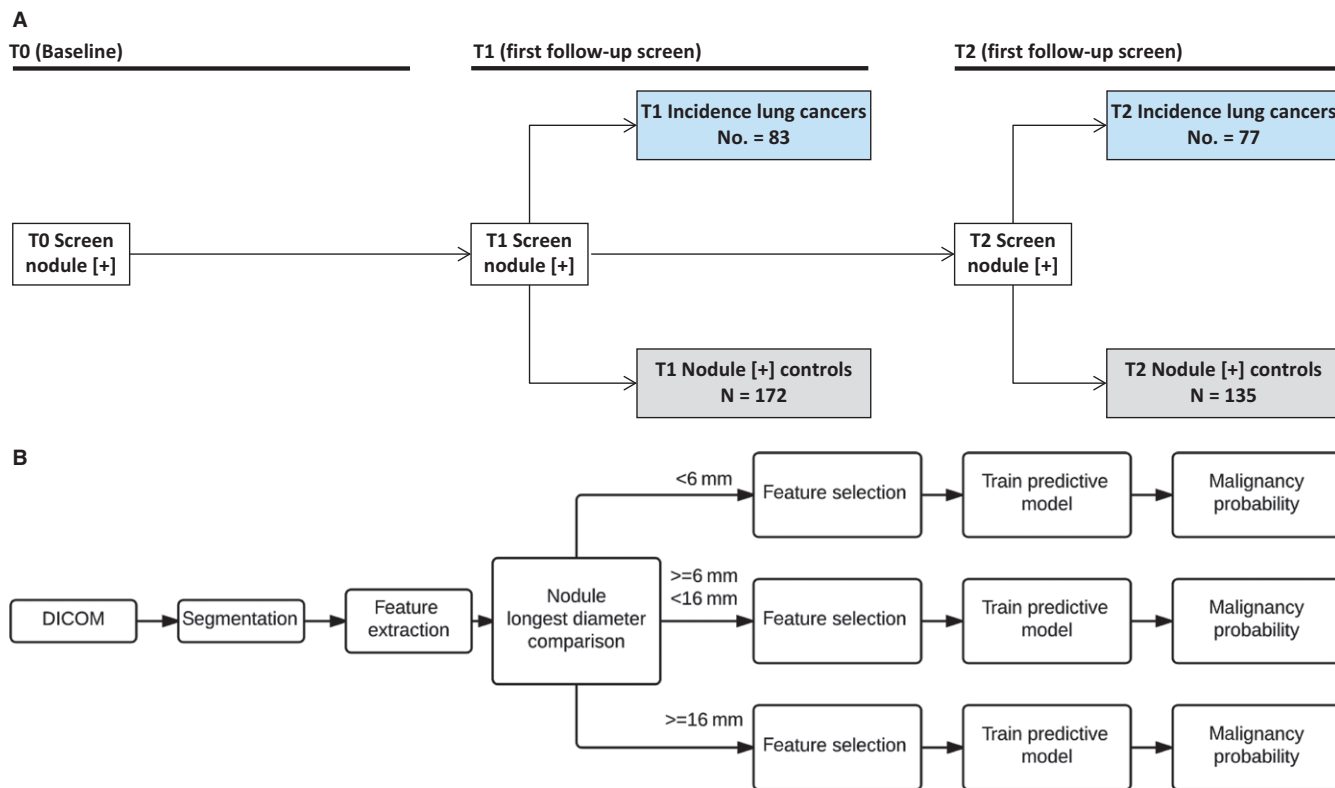 A
T0 (Baseline)
T1 (first follow-up screen)
T2 (first follow-up screen)
T1 Incidence lung cancers
No. = 83
T2 Incidence lung cancers
No. = 77
T0 Screen
nodule [+]
T1 Screen
nodule [+]
T2 Screen
nodule [+]
T1 Nodule [+] controls
N = 172
T2 Nodule [+] controls
N = 135
B
<6 mm
Feature selection
Train predictive
model
Malignancy
probability
DICOM
Segmentation
Feature
extraction
Nodule
longest diameter
comparison
>=6 mm
<16 mm
Feature selection
Train predictive
model
Malignancy
probability
>=16 mm
Feature selection
Train predictive
model
Malignancy
probability